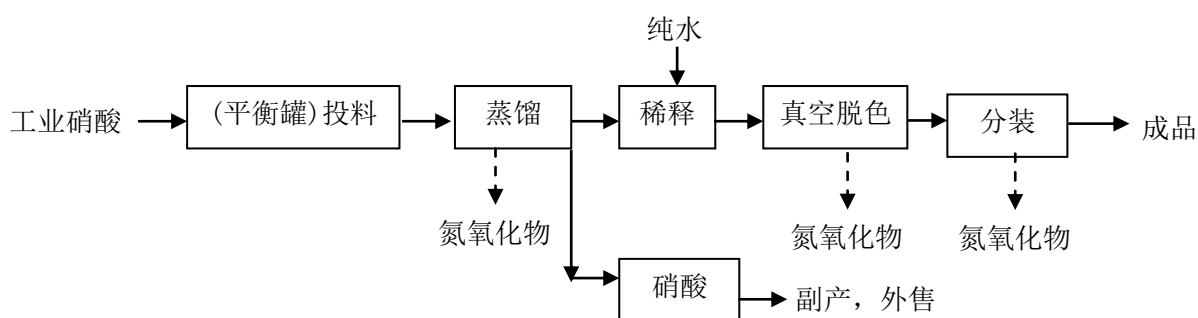 纯水
工业硝酸
(平衡罐)投料
蒸馏
稀释
真空脱色
分装
成品
氮氧化物
氮氧化物
氮氧化物
硝酸
副产，外售